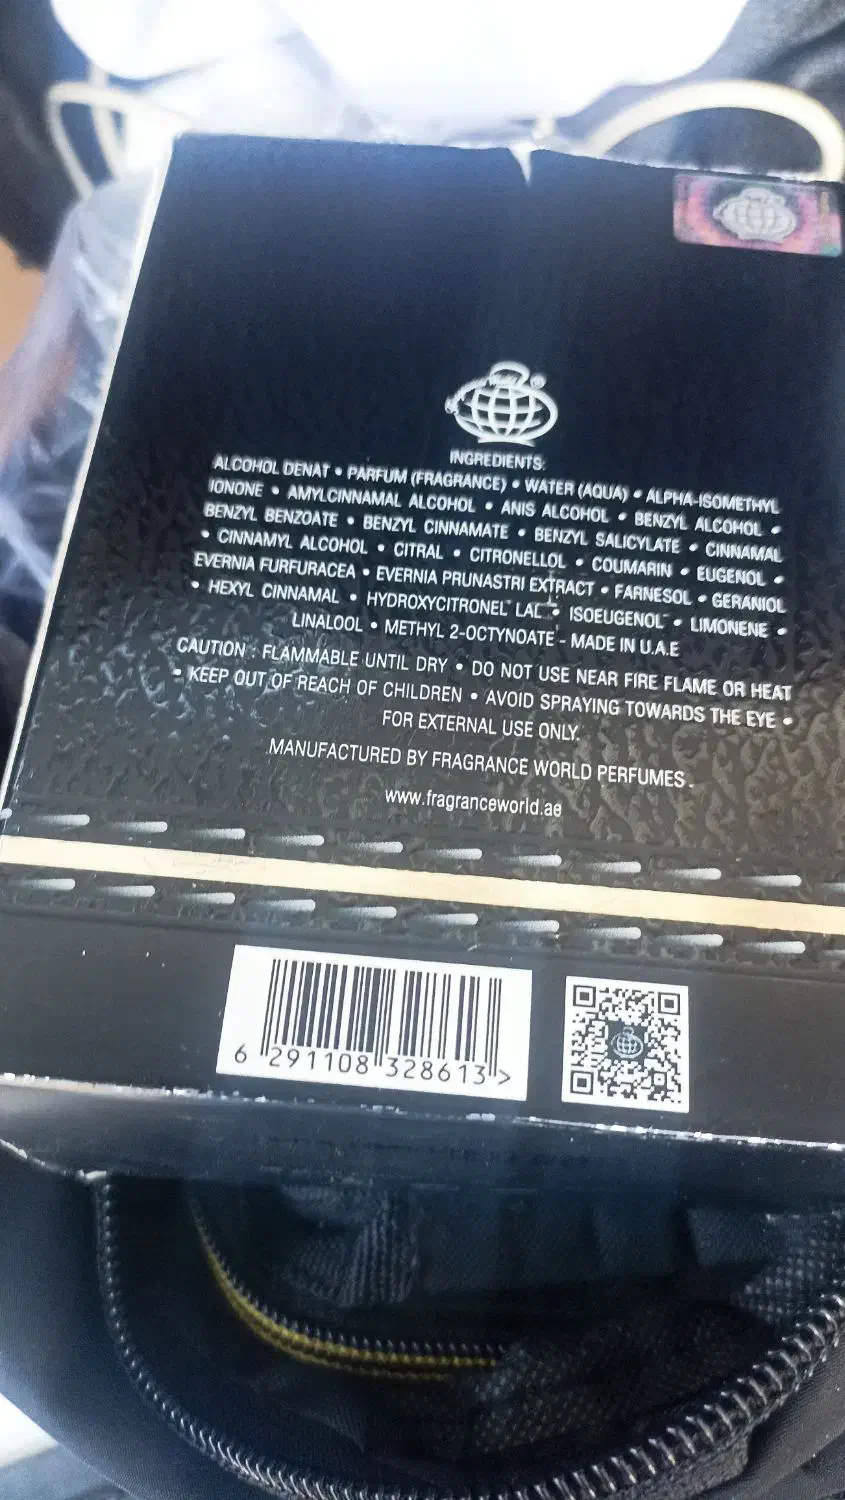 ®
INGREDIENTS:
ALCOHOL DENAT • PARFUM (FRAGRANCE) • WATER (AQUA) • ALPHA-ISOMETHYL
IONONE • AMYLCINNAMAL ALCOHOL • ANIS ALCOHOL • BENZYL ALCOHOL •
BENZYL BENZOATE • BENZYL CINNAMATE • BENZYL SALICYLATE • CINNAMAL
• CINNAMYL ALCOHOL • CITRAL • CITRONELLOL • COUMARIN • EUGENOL •
EVERNIA FURFURACEA • EVERNIA PRUNASTRI EXTRACT • FARNESOL • GERANIOL
• HEXYL CINNAMAL • HYDROXYCITRONEL LAL • ISOEUGENOL • LIMONENE •
LINALOOL • METHYL 2-OCTYNOATE - MADE IN U.A.E
CAUTION : FLAMMABLE UNTIL DRY • DO NOT USE NEAR FIRE FLAME OR HEAT
• KEEP OUT OF REACH OF CHILDREN • AVOID SPRAYING TOWARDS THE EYE •
FOR EXTERNAL USE ONLY.
MANUFACTURED BY FRAGRANCE WORLD PERFUMES.
www.fragranceworld.ae
6 291108 328613 >